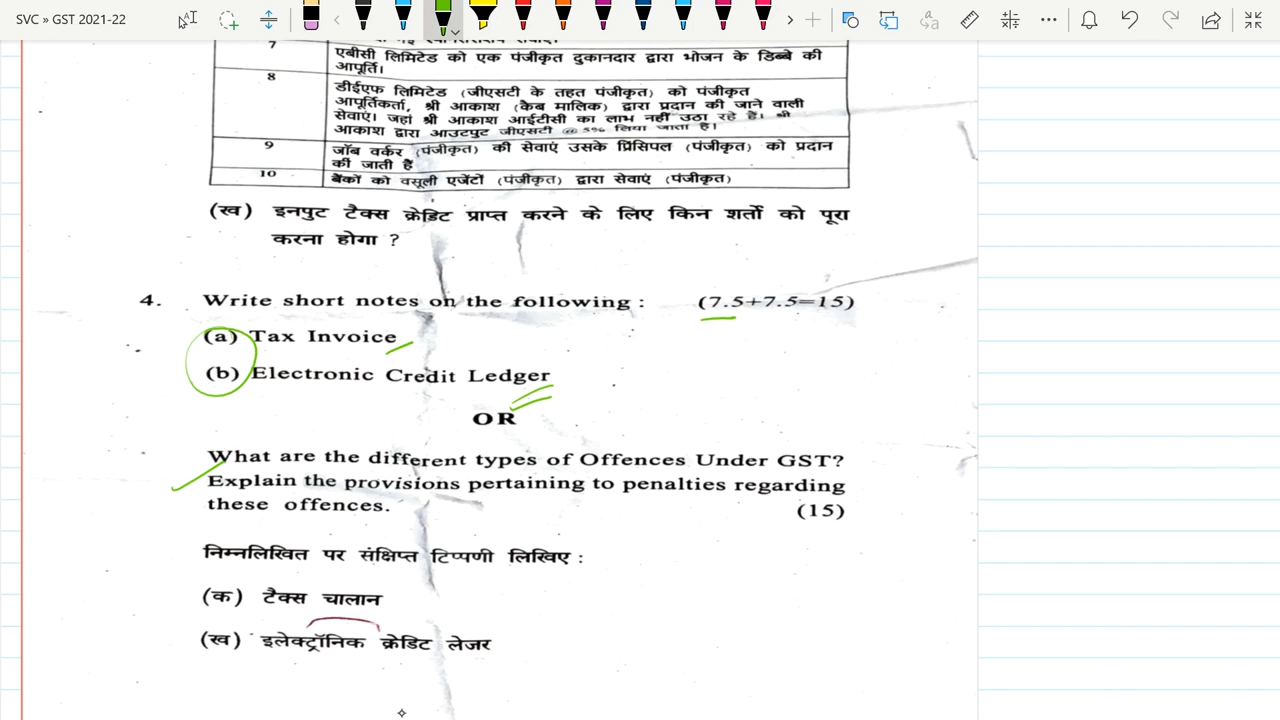 SVC » GST 2021-22
7
एबीसी लिमिटेड को एक पंजीकृत दुकानदार द्वारा भोजन के डिब्बे की
आपूर्ति।
8
डीईएफ लिमिटेड (जीएसटी के तहत पंजीकृत) को पंजीकृत
आपूर्तिकर्ता, श्री आकाश (कैब मालिक) द्वारा प्रदान की जाने वाली
सेवाएं। जहां श्री आकाश आईटीसी का लाभ नहीं उठा रहे हैं। श्री
आकाश द्वारा आउटपुट जीएसटी @ 5% लिया जाता है।
9
जॉब वर्कर (पंजीकृत) की सेवाएं उसके प्रिंसिपल (पंजीकृत) को प्रदान
की जाती हैं
10
बैंकों को वसूली एजेंटों (पंजीकृत) द्वारा सेवाएं (पंजीकृत)
(ख) इनपुट टैक्स क्रेडिट प्राप्त करने के लिए किन शर्तो को पूरा
करना होगा ?
4. Write short notes on the following : (7.5+7.5=15)
(a) Tax Invoice
(b) Electronic Credit Ledger
OR
What are the different types of Offences Under GST?
Explain the provisions pertaining to penalties regarding
these offences. (15)
निम्नलिखित पर संक्षिप्त टिप्पणी लिखिए :
(क) टैक्स चालान
(ख) इलेक्ट्रॉनिक क्रेडिट लेजर